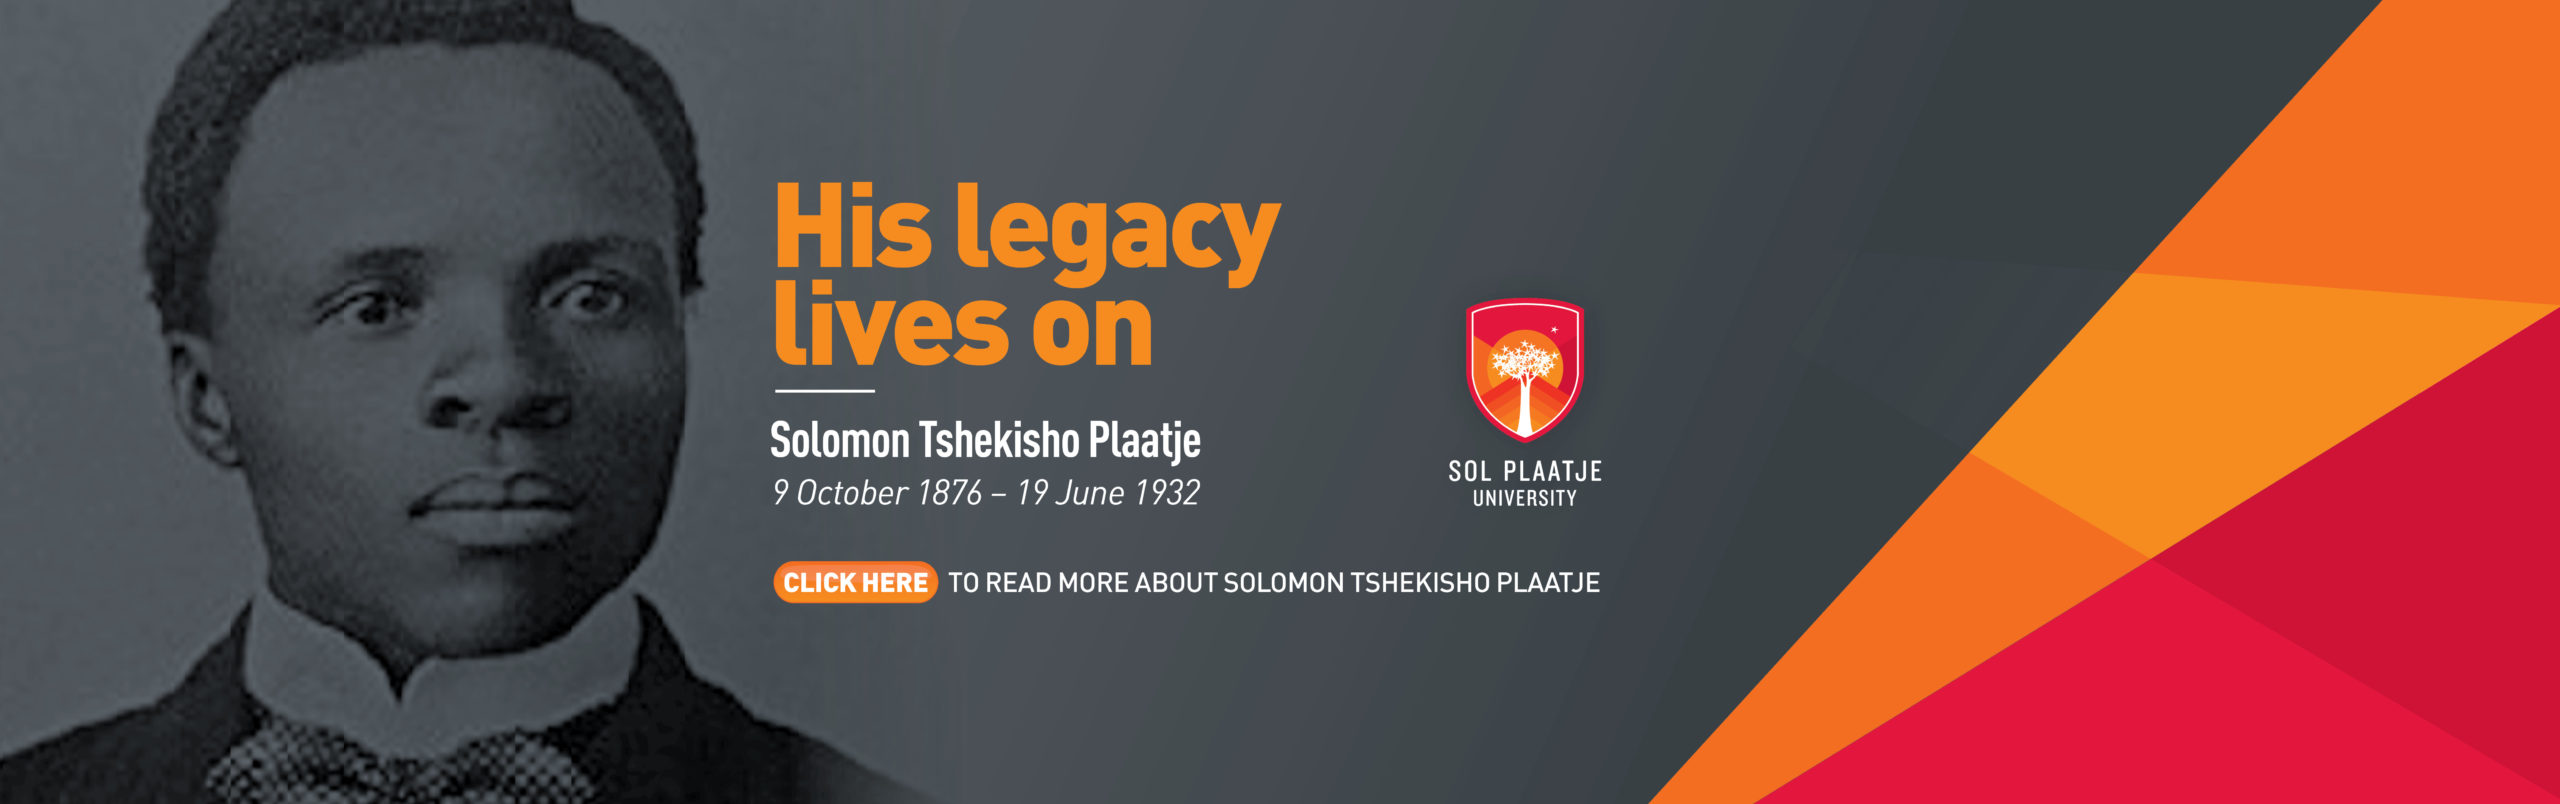 His legacy
lives on
Solomon Tshekisho Plaatje
9 October 1876 – 19 June 1932
SOL PLAATJE
UNIVERSITY
CLICK HERE TO READ MORE ABOUT SOLOMON TSHEKISHO PLAATJE